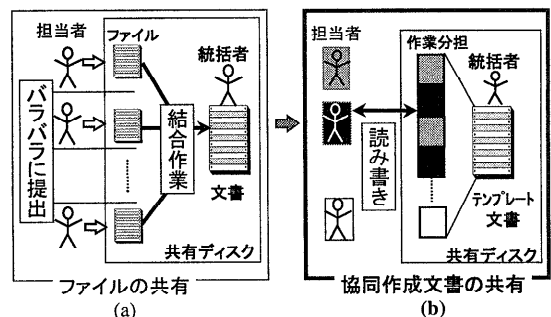 担当者
ファイル
統括者
バラバラに提出
結合作業
文書
共有ディスク
ファイルの共有
(a)
担当者
作業分担
統括者
読み書き
テンプレート
文書
共有ディスク
協同作成文書の共有
(b)